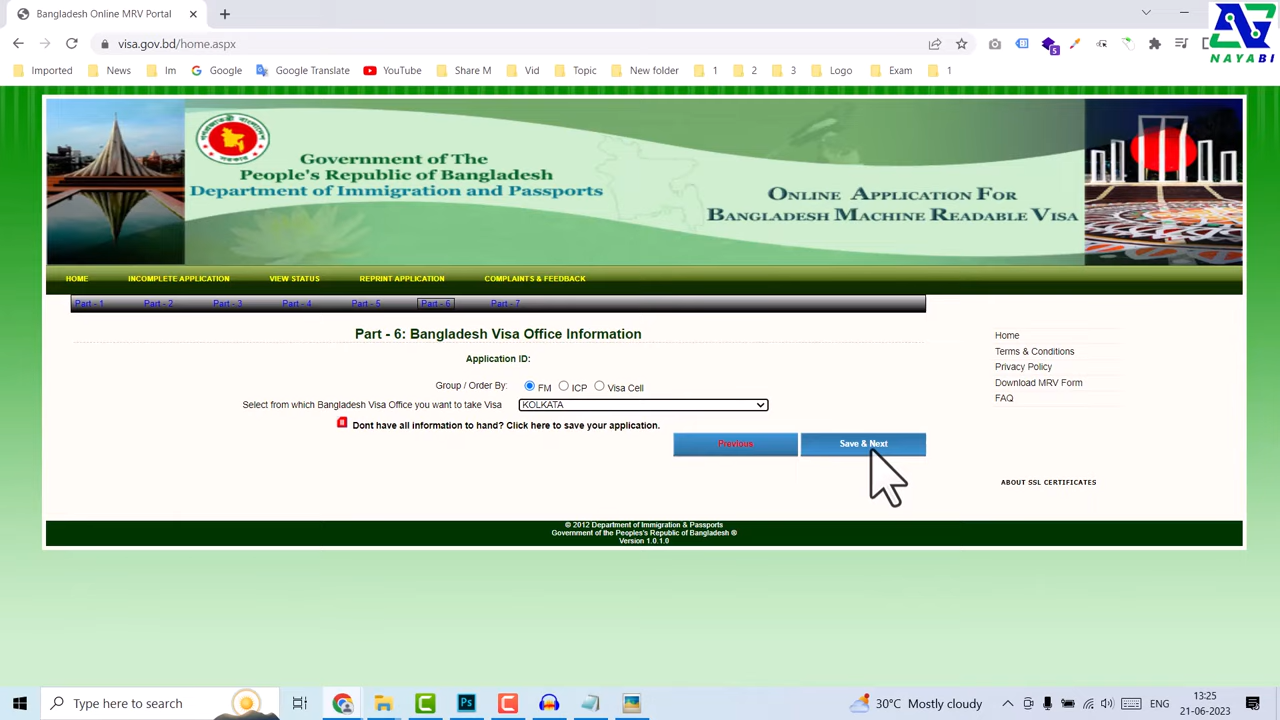 Bangladesh Online MRV Portal
NAYABI
visa.gov.bd/home.aspx
5
Imported News Im Google Google Translate YouTube Share M Vid Topic New folder 1 2 3 Logo Exam 1
Government of The
People's Republic of Bangladesh
Department of Immigration and Passports
Online Application For
Bangladesh Machine Readable Visa
HOME INCOMPLETE APPLICATION VIEW STATUS REPRINT APPLICATION COMPLAINTS & FEEDBACK
Part - 1 Part - 2 Part - 3 Part - 4 Part - 5 Part - 6 Part - 7
Part - 6: Bangladesh Visa Office Information
Application ID:
Group / Order By: FM ICP Visa Cell
Select from which Bangladesh Visa Office you want to take Visa KOLKATA
Dont have all information to hand? Click here to save your application.
Previous Save & Next
Home
Terms & Conditions
Privacy Policy
Download MRV Form
FAQ
ABOUT SSL CERTIFICATES
© 2012 Department of Immigration & Passports
Government of the Peoples's Republic of Bangladesh ®
Version 1.0.1.0
Type here to search
Ps
30°C Mostly cloudy
ENG
13:25
21-06-2023